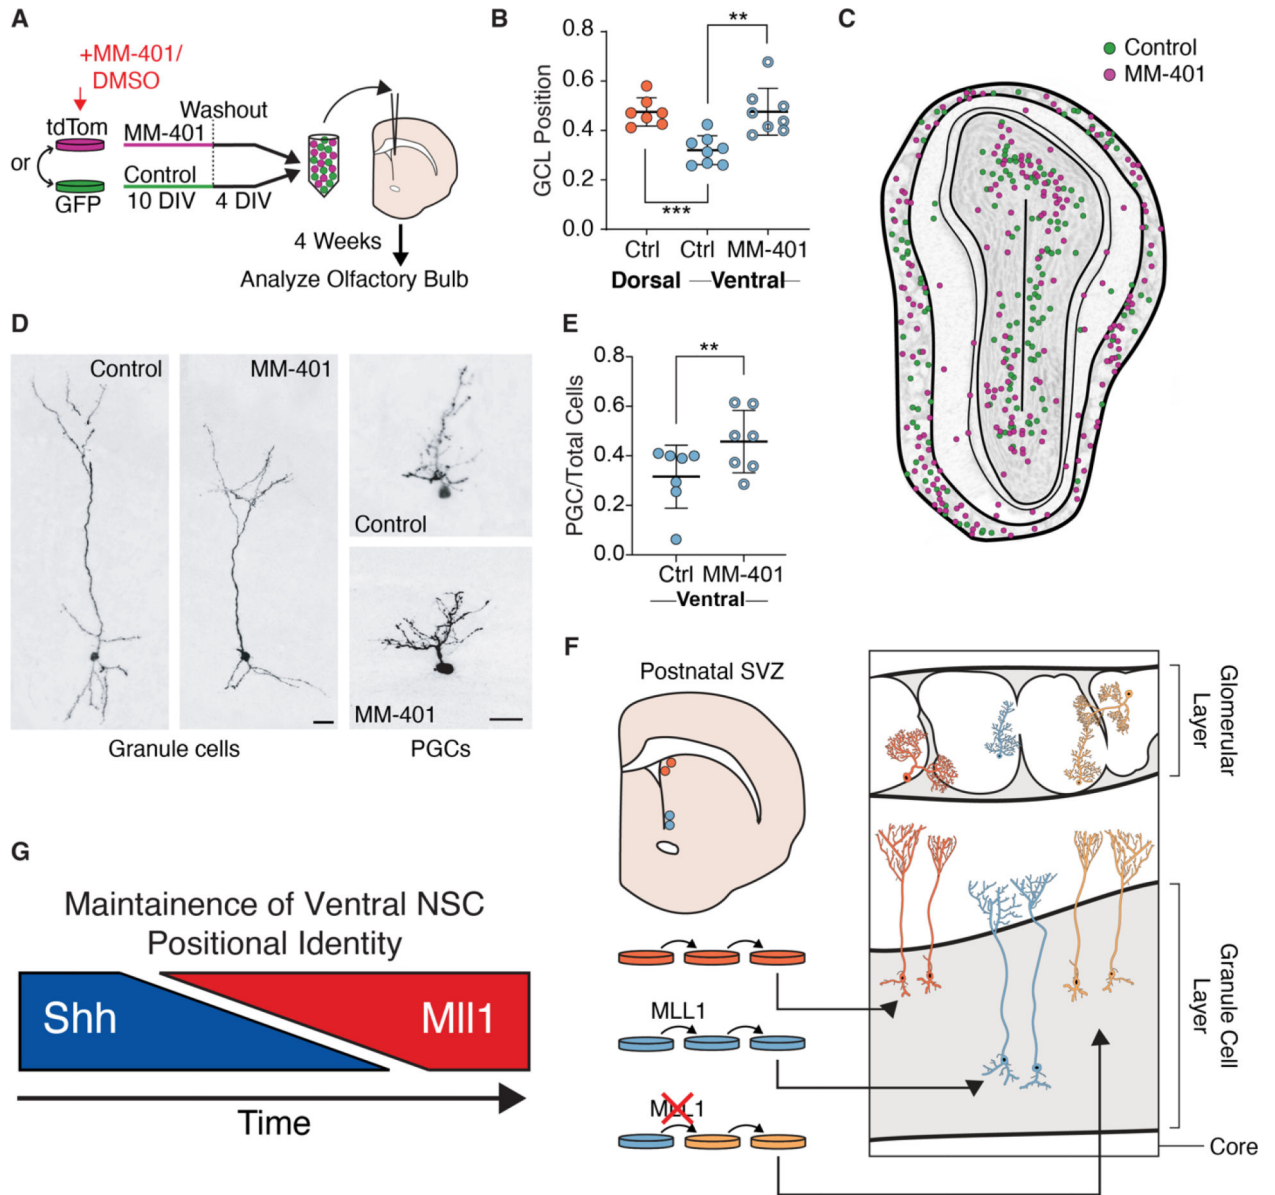 A
+MM-401/
DMSO
Washout
tdTom
MM-401
or
Control
GFP
10 DIV
4 DIV
4 Weeks
Analyze Olfactory Bulb
B
**
0.8
0.6
0.4
0.2
0.0
GCL Position
***
Ctrl
Ctrl
MM-401
Dorsal
Ventral
C
Control
MM-401
D
Control
MM-401
Control
MM-401
Granule cells
PGCs
E
**
0.8
0.6
0.4
0.2
0.0
PGC/Total Cells
Ctrl
MM-401
Ventral
F
Postnatal SVZ
MLL1
MLL1
Glomerular
Layer
Granule Cell
Layer
Core
G
Maintainence of Ventral NSC
Positional Identity
Shh
Mll1
Time